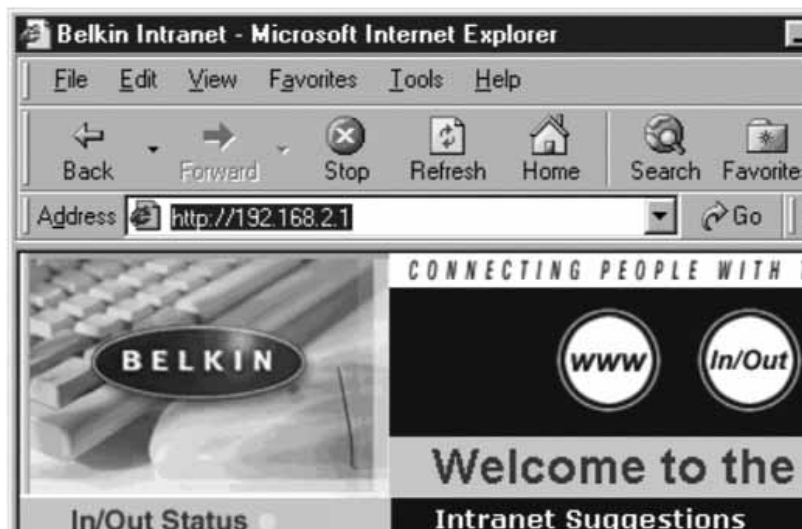 Belkin Intranet - Microsoft Internet Explorer
File Edit View Favorites Tools Help
Back Forward Stop Refresh Home Search Favorite
Address http://192.168.2.1 Go
CONNECTING PEOPLE WITH
BELKIN
www In/Out
Welcome to the
In/Out Status
Intranet Suggestions